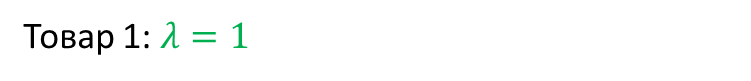 Товар 1: 𝜆 = 1